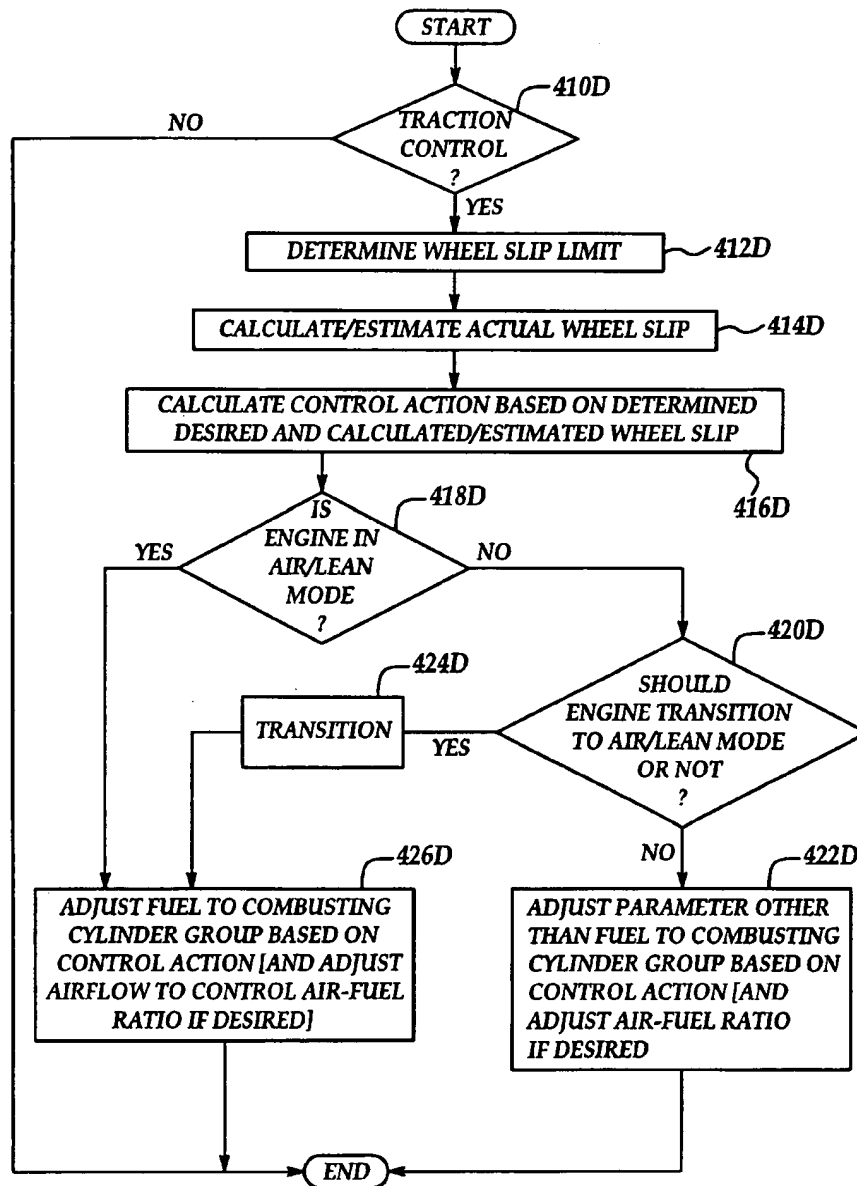 START
410D
NO
TRACTION
CONTROL
?
YES
DETERMINE WHEEL SLIP LIMIT
412D
CALCULATE/ESTIMATE ACTUAL WHEEL SLIP
414D
CALCULATE CONTROL ACTION BASED ON DETERMINED
DESIRED AND CALCULATED/ESTIMATED WHEEL SLIP
416D
418D
IS
ENGINE IN
AIR/LEAN
MODE
?
YES
NO
420D
SHOULD
ENGINE TRANSITION
TO AIR/LEAN MODE
OR NOT
?
424D
TRANSITION
YES
NO
426D
ADJUST FUEL TO COMBUSTING
CYLINDER GROUP BASED ON
CONTROL ACTION [AND ADJUST
AIRFLOW TO CONTROL AIR-FUEL
RATIO IF DESIRED]
422D
ADJUST PARAMETER OTHER
THAN FUEL TO COMBUSTING
CYLINDER GROUP BASED ON
CONTROL ACTION [AND
ADJUST AIR-FUEL RATIO
IF DESIRED
END